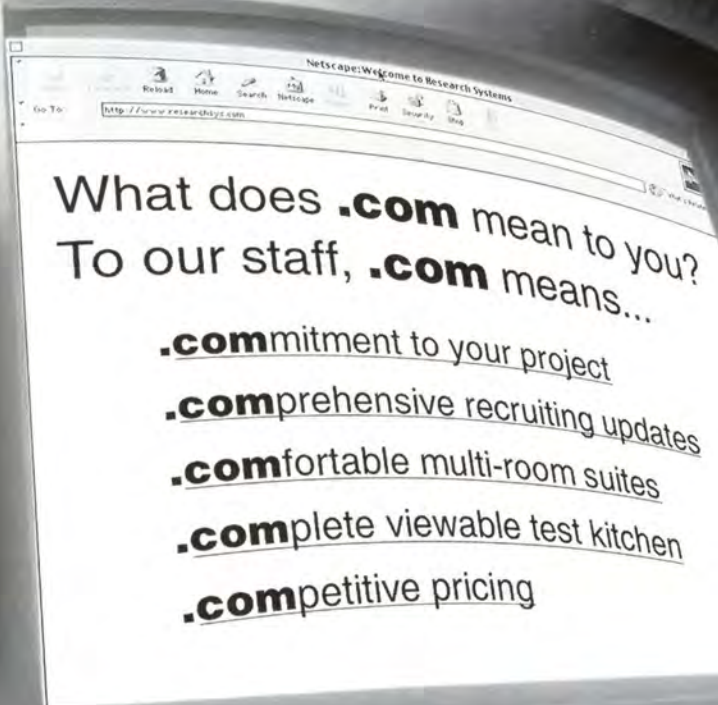 Netscape: Welcome to Research Systems
Reload Home Search Netscape Print Security Stop
Go To: http://www.researchsys.com
What does .com mean to you?
To our staff, .com means...
.commitment to your project
.comprehensive recruiting updates
.comfortable multi-room suites
.complete viewable test kitchen
.competitive pricing